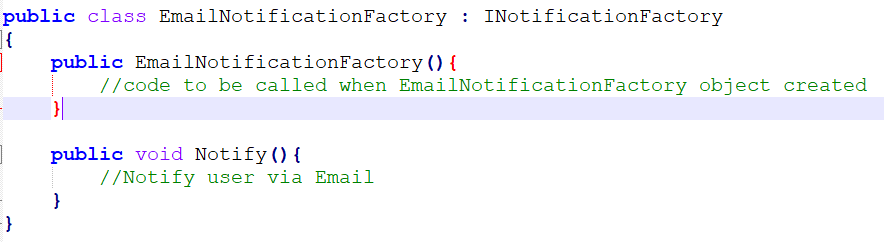 public class EmailNotificationFactory : INotificationFactory
{
    public EmailNotificationFactory(){
        //code to be called when EmailNotificationFactory object created
    }
    public void Notify(){
        //Notify user via Email
    }
}